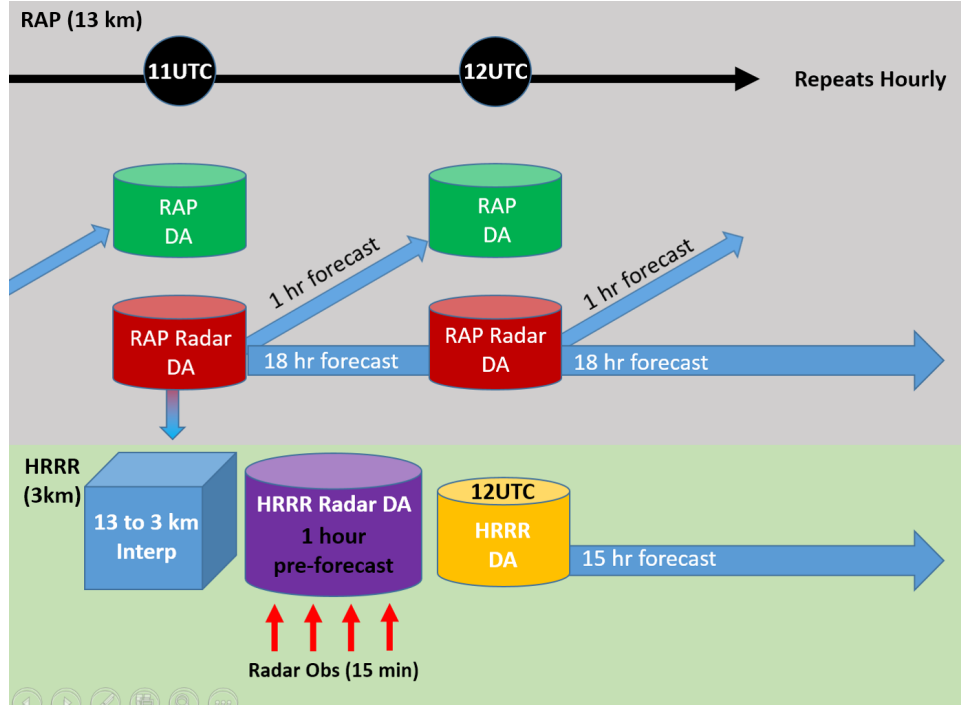 RAP (13 km)
11UTC
12UTC
Repeats Hourly
RAP
DA
RAP
DA
1 hr forecast
1 hr forecast
RAP Radar
DA
18 hr forecast
RAP Radar
DA
18 hr forecast
HRRR
(3km)
13 to 3 km
Interp
HRRR Radar DA
1 hour
pre-forecast
12UTC
HRRR
DA
15 hr forecast
Radar Obs (15 min)